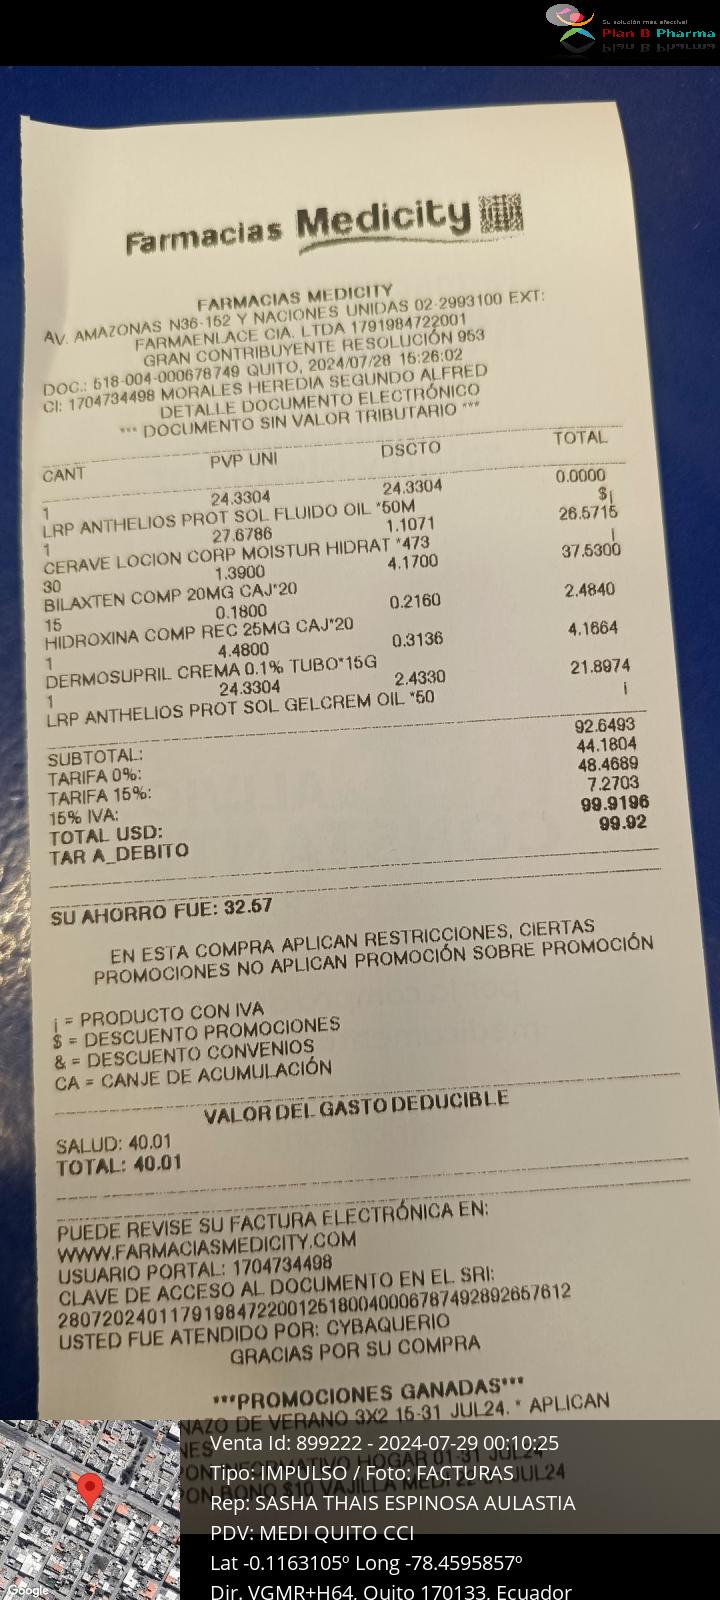 Su solución más efectiva!
Plan B Pharma
Farmacias Medicity
FARMACIAS MEDICITY
AV. AMAZONAS N36-152 Y NACIONES UNIDAS 02-2993100 EXT:
FARMAENLACE CIA. LTDA 1791984722001
GRAN CONTRIBUYENTE RESOLUCIÓN 953
DOC.: 518-004-000678749 QUITO, 2024/07/28 15:26:02
CI: 1704734498 MORALES HEREDIA SEGUNDO ALFRED
DETALLE DOCUMENTO ELECTRÓNICO
*** DOCUMENTO SIN VALOR TRIBUTARIO ***
CANT PVP UNI DSCTO TOTAL
1 24.3304 24.3304 0.0000
LRP ANTHELIOS PROT SOL FLUIDO OIL *50M $¡
1 27.6786 1.1071 26.5715
CERAVE LOCION CORP MOISTUR HIDRAT *473 ¡
30 1.3900 4.1700 37.5300
BILAXTEN COMP 20MG CAJ*20
15 0.1800 0.2160 2.4840
HIDROXINA COMP REC 25MG CAJ*20
1 4.4800 0.3136 4.1664
DERMOSUPRIL CREMA 0.1% TUBO*15G
1 24.3304 2.4330 21.8974
LRP ANTHELIOS PROT SOL GELCREM OIL *50 ¡
SUBTOTAL: 92.6493
TARIFA 0%: 44.1804
TARIFA 15%: 48.4689
15% IVA: 7.2703
TOTAL USD: 99.9196
TAR A_DEBITO 99.92
SU AHORRO FUE: 32.57
EN ESTA COMPRA APLICAN RESTRICCIONES, CIERTAS
PROMOCIONES NO APLICAN PROMOCIÓN SOBRE PROMOCIÓN
¡ = PRODUCTO CON IVA
$ = DESCUENTO PROMOCIONES
& = DESCUENTO CONVENIOS
CA = CANJE DE ACUMULACIÓN
VALOR DEL GASTO DEDUCIBLE
SALUD: 40.01
TOTAL: 40.01
PUEDE REVISE SU FACTURA ELECTRÓNICA EN:
WWW.FARMACIASMEDICITY.COM
USUARIO PORTAL: 1704734498
CLAVE DE ACCESO AL DOCUMENTO EN EL SRI:
2807202401179198472200125180040006787492892657612
USTED FUE ATENDIDO POR: CYBAQUERIO
GRACIAS POR SU COMPRA
***PROMOCIONES GANADAS***
NAZO DE VERANO 3X2 15-31 JUL24. * APLICAN
Venta Id: 899222 - 2024-07-29 00:10:25
Tipo: IMPULSO / Foto: FACTURAS
Rep: SASHA THAIS ESPINOSA AULASTIA
PDV: MEDI QUITO CCI
Lat -0.1163105º Long -78.4595857º
Dir. VGMR+H64, Quito 170133, Ecuador
Google